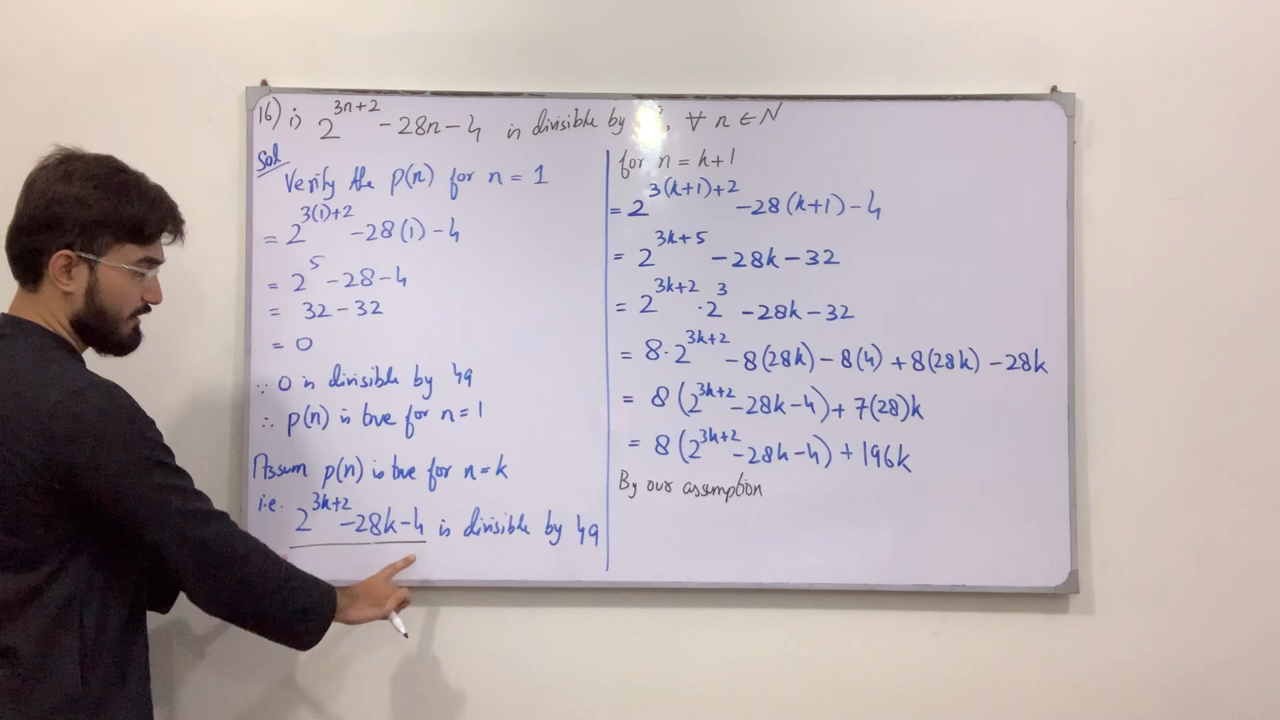 16) i) 2^{3n+2} - 28n - 4 is divisible by , ∀ n ∈ N
Sol
Verify the p(n) for n = 1
= 2^{3(1)+2} - 28(1) - 4
= 2^5 - 28 - 4
= 32 - 32
= 0
∵ 0 is divisible by 49
∴ p(n) is true for n = 1
Assum p(n) is true for n = k
i.e. 2^{3k+2} - 28k - 4 is divisible by 49
for n = k+1
= 2^{3(k+1)+2} - 28(k+1) - 4
= 2^{3k+5} - 28k - 32
= 2^{3k+2} · 2^3 - 28k - 32
= 8 · 2^{3k+2} - 8(28k) - 8(4) + 8(28k) - 28k
= 8(2^{3k+2} - 28k - 4) + 7(28)k
= 8(2^{3k+2} - 28k - 4) + 196k
By our assumption